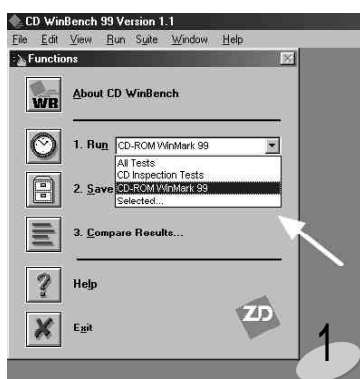 CD WinBench 99 Version 1.1
File Edit View Run Suite Window Help
Functions
WB
About CD WinBench
1. Run CD-ROM WinMark 99
All Tests
CD Inspection Tests
2. Save CD-ROM WinMark 99
Selected...
3. Compare Results...
Help
ZD
Exit
1